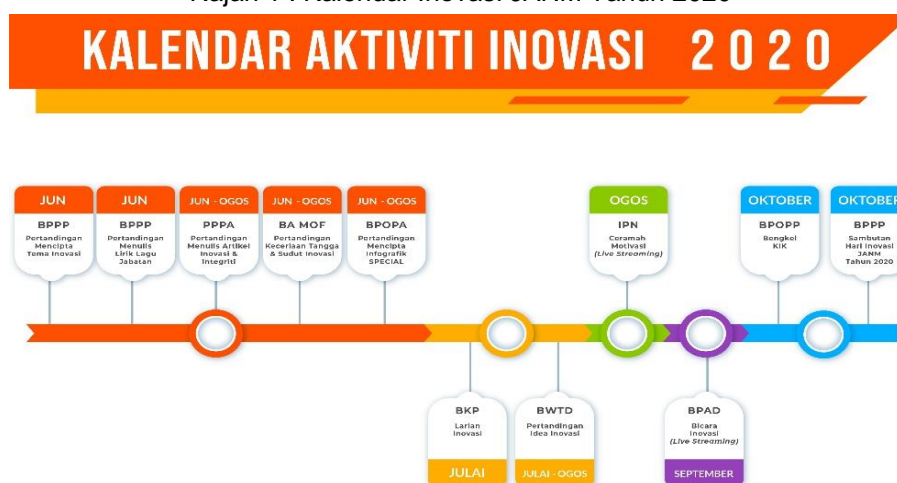 KALENDAR AKTIVITI INOVASI 2020
JUN
BPPP
Pertandingan
Mencipta
Tema Inovasi
JUN
BPPP
Pertandingan
Menulis
Lirik Lagu
Jabatan
JUN - OGOS
PPPA
Pertandingan
Menulis Artikel
Inovasi &
Integriti
JUN - OGOS
BA MOF
Pertandingan
Keceriaan Tangga
& Sudut Inovasi
JUN - OGOS
BPOPA
Pertandingan
Mencipta
Infografik
SPECIAL
OGOS
IPN
Ceramah
Motivasi
(Live Streaming)
OKTOBER
BPOPP
Bengkel
KIK
OKTOBER
BPPP
Sambutan
Hari Inovasi
JANM
Tahun 2020
BKP
Larian
Inovasi
JULAI
BWTD
Pertandingan
Idea Inovasi
JULAI - OGOS
BPAD
Bicara
Inovasi
(Live Streaming)
SEPTEMBER